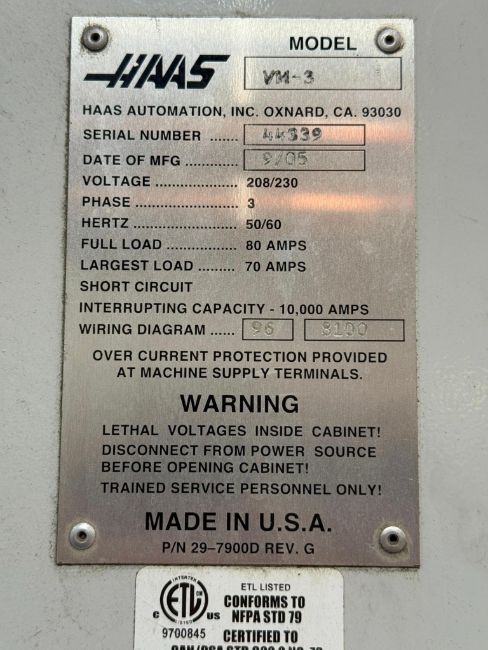 HAAS
MODEL
VM-3
HAAS AUTOMATION, INC. OXNARD, CA. 93030
SERIAL NUMBER ...... 44339
DATE OF MFG ........... 9/05
VOLTAGE .................. 208/230
PHASE ...................... 3
HERTZ ...................... 50/60
FULL LOAD ............... 80 AMPS
LARGEST LOAD ......... 70 AMPS
SHORT CIRCUIT
INTERRUPTING CAPACITY - 10,000 AMPS
WIRING DIAGRAM ...... 96 8100
OVER CURRENT PROTECTION PROVIDED
AT MACHINE SUPPLY TERMINALS.
WARNING
LETHAL VOLTAGES INSIDE CABINET!
DISCONNECT FROM POWER SOURCE
BEFORE OPENING CABINET!
TRAINED SERVICE PERSONNEL ONLY!
MADE IN U.S.A.
P/N 29-7900D REV. G
INTERTEK
ETL
LISTED
C US
9700845
ETL LISTED
CONFORMS TO
NFPA STD 79
CERTIFIED TO